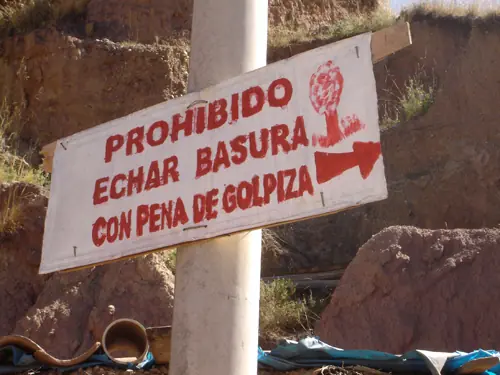 PROHIBIDO
ECHAR BASURA
CON PENA DE GOLPIZA